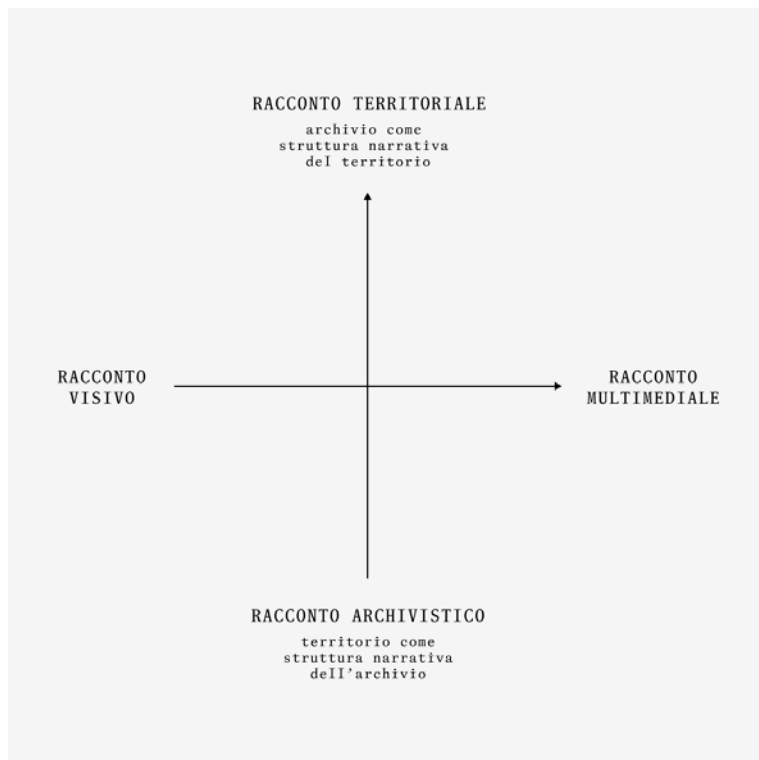 RACCONTO TERRITORIALE
archivio come
struttura narrativa
del territorio
RACCONTO
VISIVO
RACCONTO
MULTIMEDIALE
RACCONTO ARCHIVISTICO
territorio come
struttura narrativa
dell'archivio